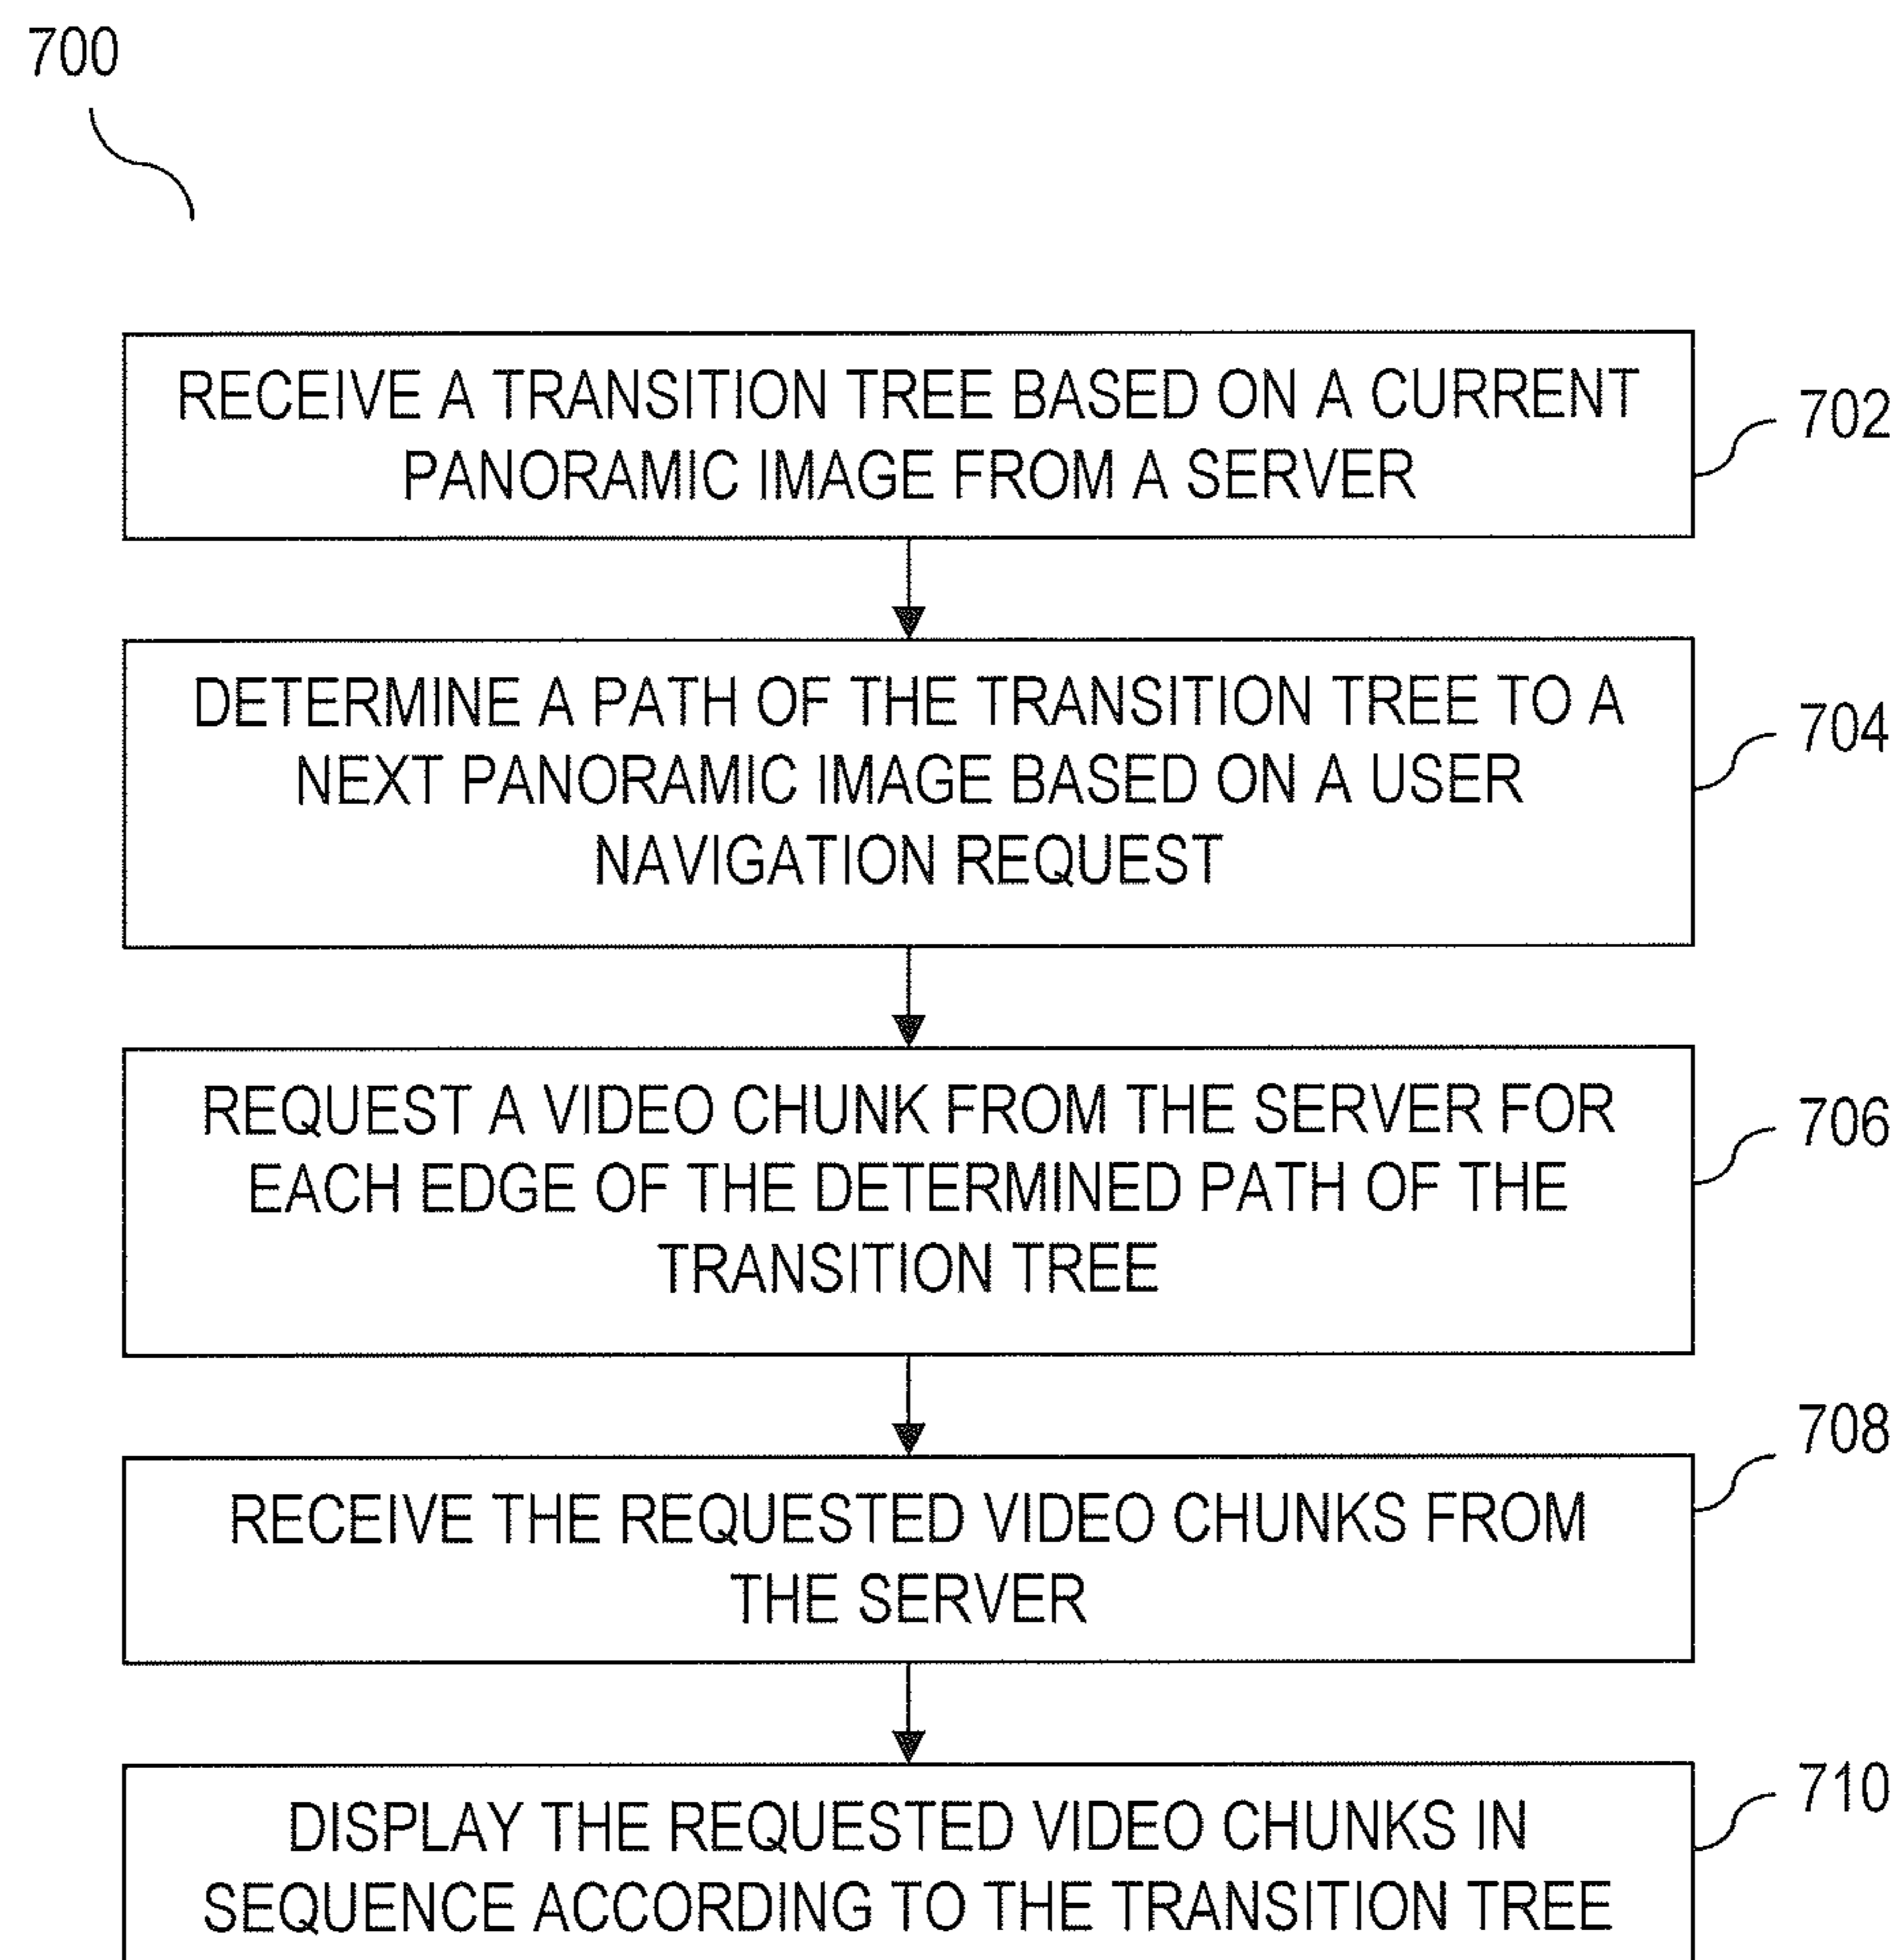 700
RECEIVE A TRANSITION TREE BASED ON A CURRENT
PANORAMIC IMAGE FROM A SERVER
702
DETERMINE A PATH OF THE TRANSITION TREE TO A
NEXT PANORAMIC IMAGE BASED ON A USER
NAVIGATION REQUEST
704
REQUEST A VIDEO CHUNK FROM THE SERVER FOR
EACH EDGE OF THE DETERMINED PATH OF THE
TRANSITION TREE
706
RECEIVE THE REQUESTED VIDEO CHUNKS FROM
THE SERVER
708
DISPLAY THE REQUESTED VIDEO CHUNKS IN
SEQUENCE ACCORDING TO THE TRANSITION TREE
710